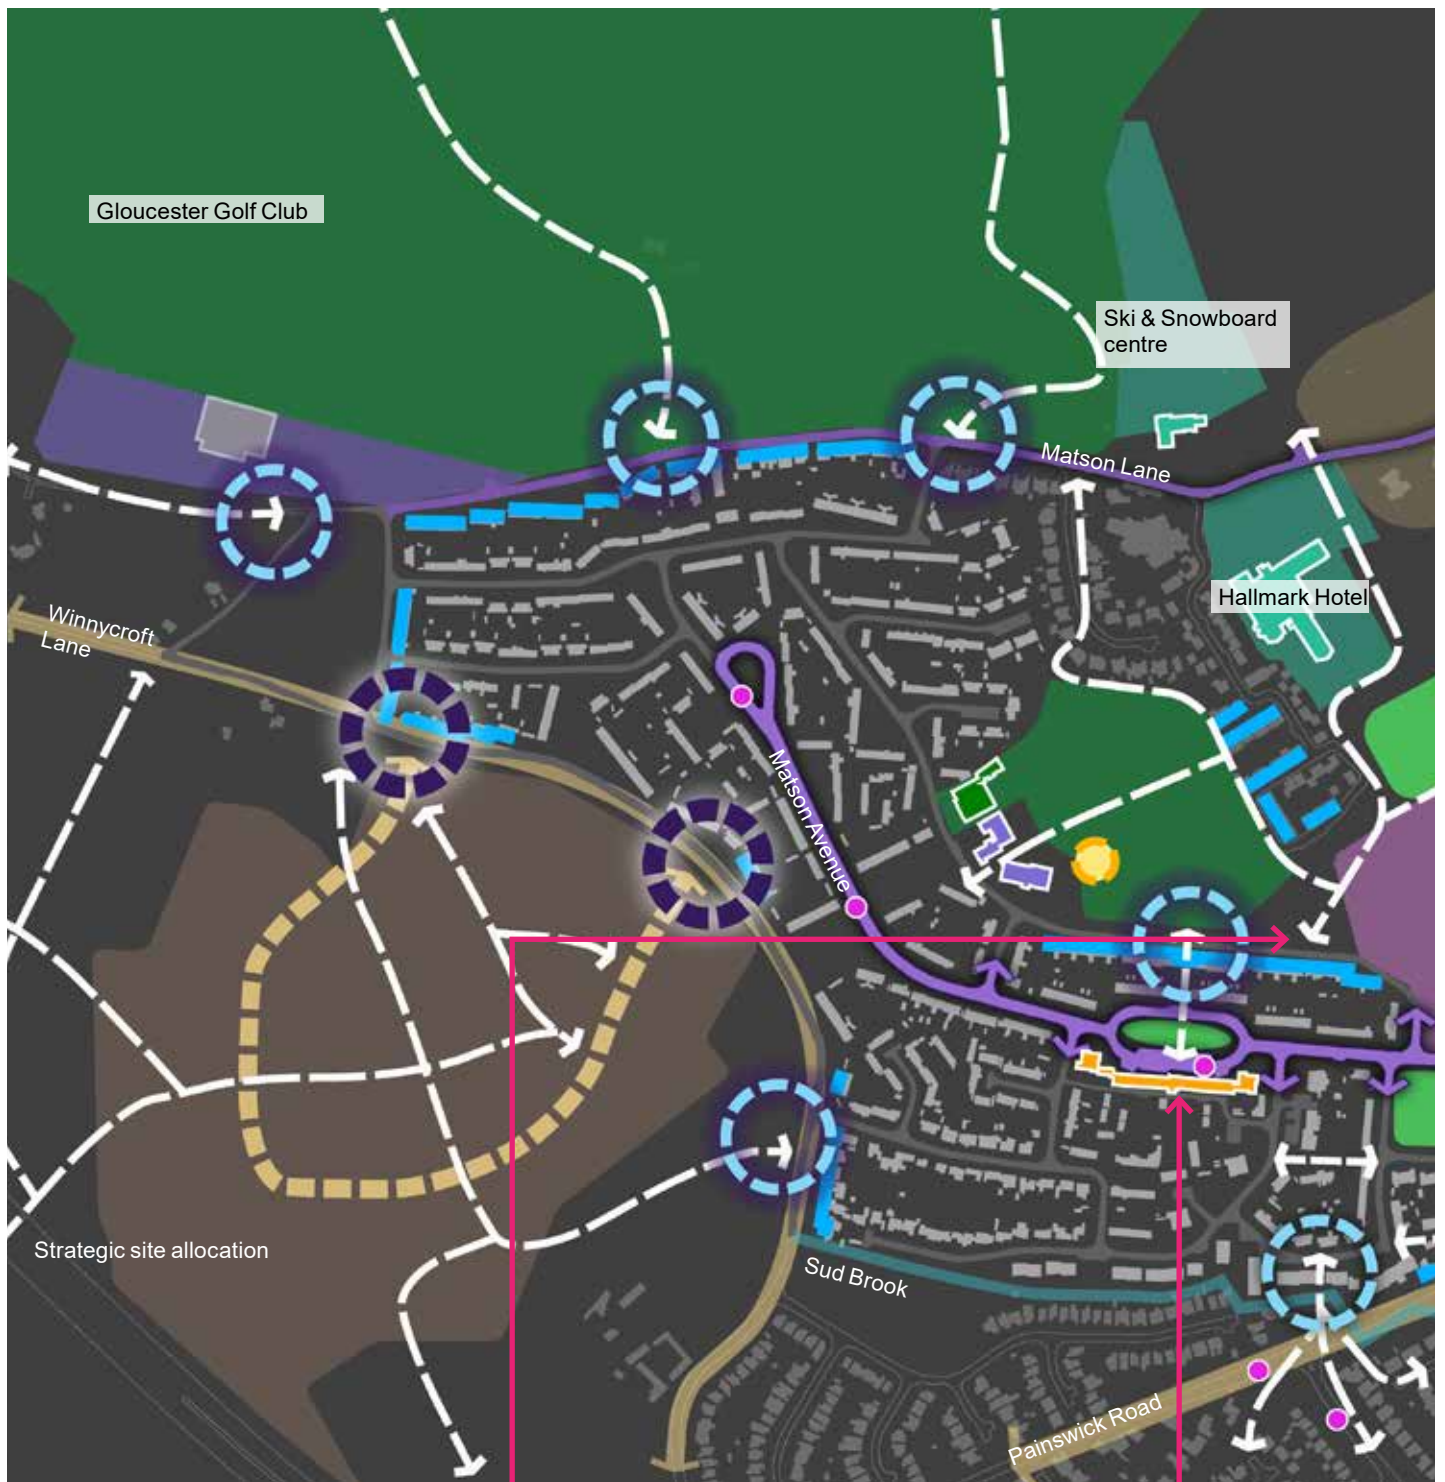 Gloucester Golf Club
Ski & Snowboard
centre
Matson Lane
Hallmark Hotel
Winnycroft
Lane
Matson Avenue
Strategic site allocation
Sud Brook
Painswick Road